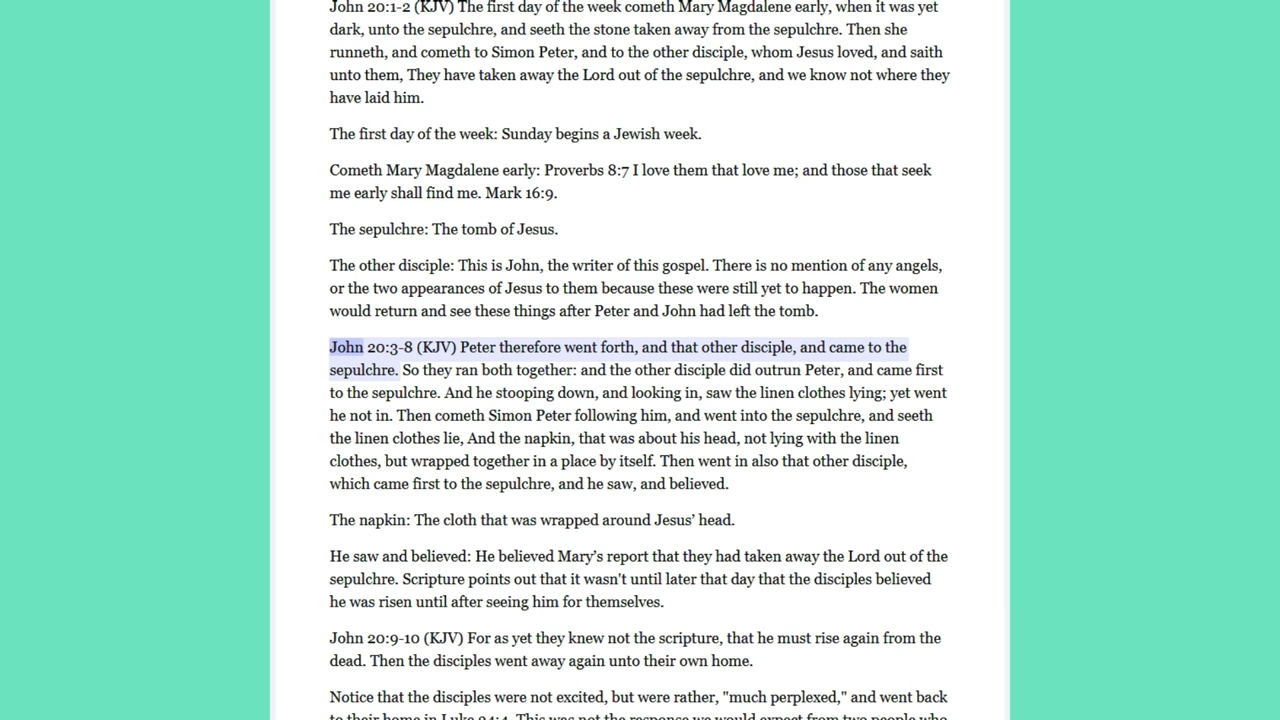 John 20:1-2 (KJV) The first day of the week cometh Mary Magdalene early, when it was yet
dark, unto the sepulchre, and seeth the stone taken away from the sepulchre. Then she
runneth, and cometh to Simon Peter, and to the other disciple, whom Jesus loved, and saith
unto them, They have taken away the Lord out of the sepulchre, and we know not where they
have laid him.
The first day of the week: Sunday begins a Jewish week.
Cometh Mary Magdalene early: Proverbs 8:7 I love them that love me; and those that seek
me early shall find me. Mark 16:9.
The sepulchre: The tomb of Jesus.
The other disciple: This is John, the writer of this gospel. There is no mention of any angels,
or the two appearances of Jesus to them because these were still yet to happen. The women
would return and see these things after Peter and John had left the tomb.
John 20:3-8 (KJV) Peter therefore went forth, and that other disciple, and came to the
sepulchre. So they ran both together: and the other disciple did outrun Peter, and came first
to the sepulchre. And he stooping down, and looking in, saw the linen clothes lying; yet went
he not in. Then cometh Simon Peter following him, and went into the sepulchre, and seeth
the linen clothes lie, And the napkin, that was about his head, not lying with the linen
clothes, but wrapped together in a place by itself. Then went in also that other disciple,
which came first to the sepulchre, and he saw, and believed.
The napkin: The cloth that was wrapped around Jesus’ head.
He saw and believed: He believed Mary’s report that they had taken away the Lord out of the
sepulchre. Scripture points out that it wasn't until later that day that the disciples believed
he was risen until after seeing him for themselves.
John 20:9-10 (KJV) For as yet they knew not the scripture, that he must rise again from the
dead. Then the disciples went away again unto their own home.
Notice that the disciples were not excited, but were rather, "much perplexed," and went back
to their home in Luke 24:4. This was not the response we would expect from two people who